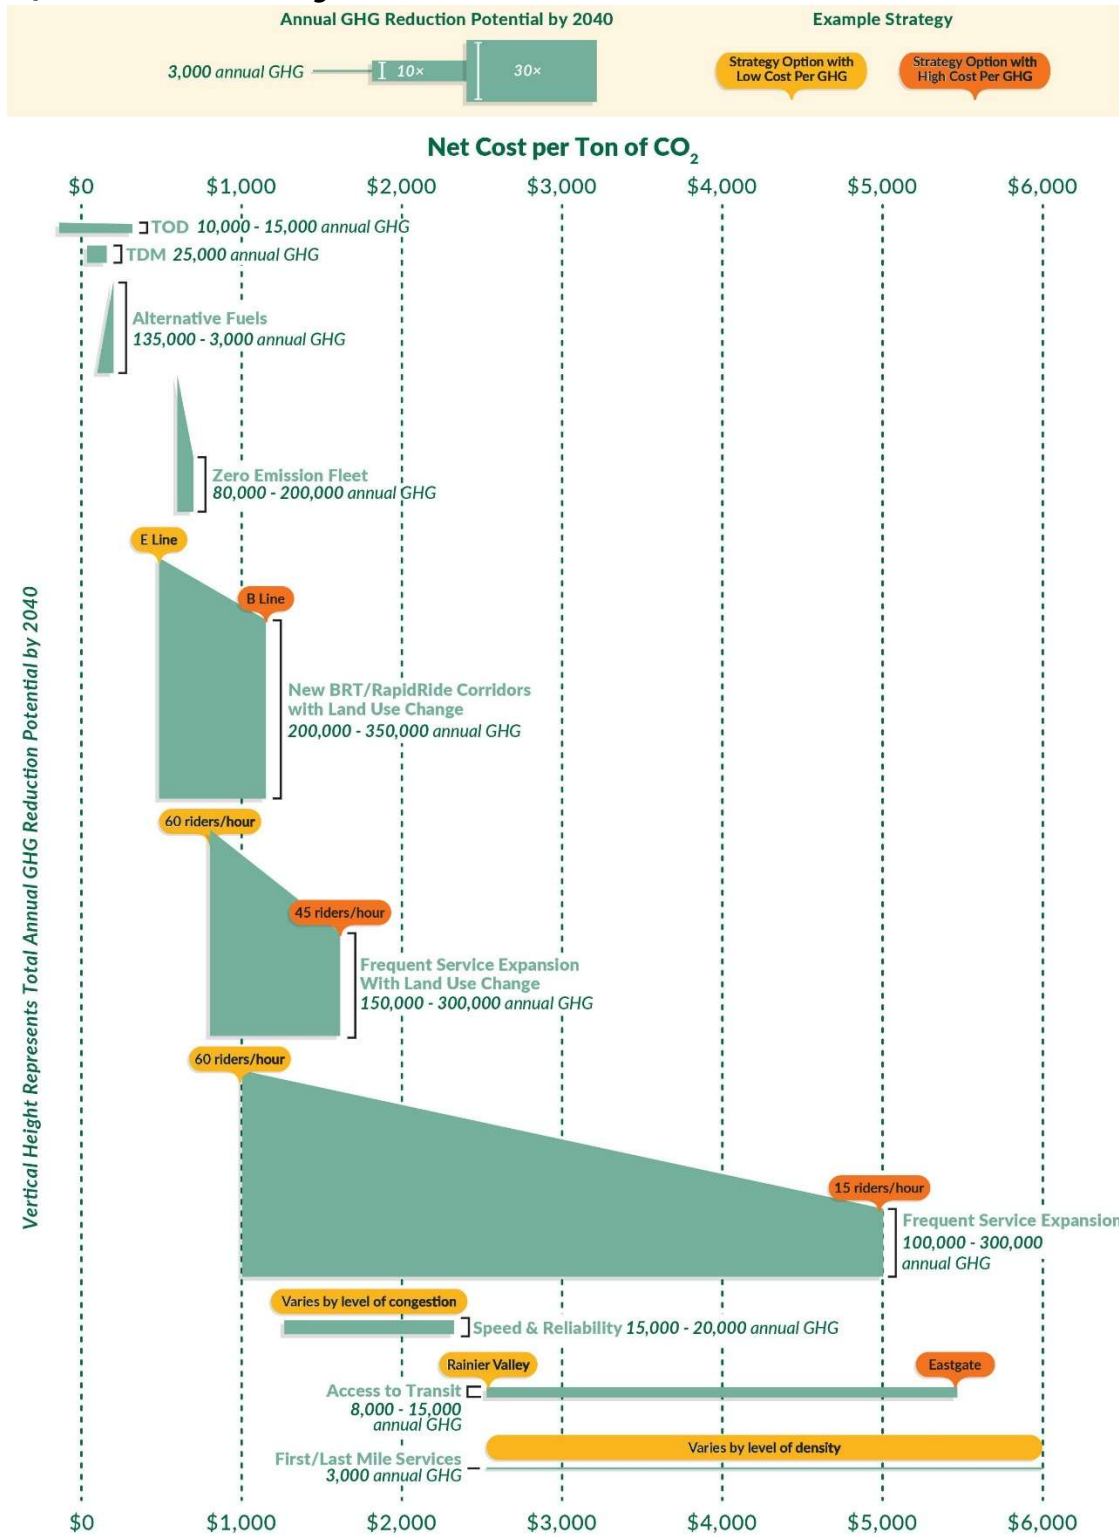 Annual GHG Reduction Potential by 2040
Example Strategy
3,000 annual GHG
10×
30×
Strategy Option with
Low Cost Per GHG
Strategy Option with
High Cost Per GHG
Net Cost per Ton of CO₂
$0 $1,000 $2,000 $3,000 $4,000 $5,000 $6,000
TOD 10,000 - 15,000 annual GHG
TDM 25,000 annual GHG
Alternative Fuels
135,000 - 3,000 annual GHG
Zero Emission Fleet
80,000 - 200,000 annual GHG
E Line
B Line
New BRT/RapidRide Corridors
with Land Use Change
200,000 - 350,000 annual GHG
Vertical Height Represents Total Annual GHG Reduction Potential by 2040
60 riders/hour
45 riders/hour
Frequent Service Expansion
With Land Use Change
150,000 - 300,000 annual GHG
60 riders/hour
15 riders/hour
Frequent Service Expansion
100,000 - 300,000
annual GHG
Varies by level of congestion
Speed & Reliability 15,000 - 20,000 annual GHG
Rainier Valley
Eastgate
Access to Transit
8,000 - 15,000
annual GHG
Varies by level of density
First/Last Mile Services
3,000 annual GHG
$0 $1,000 $2,000 $3,000 $4,000 $5,000 $6,000